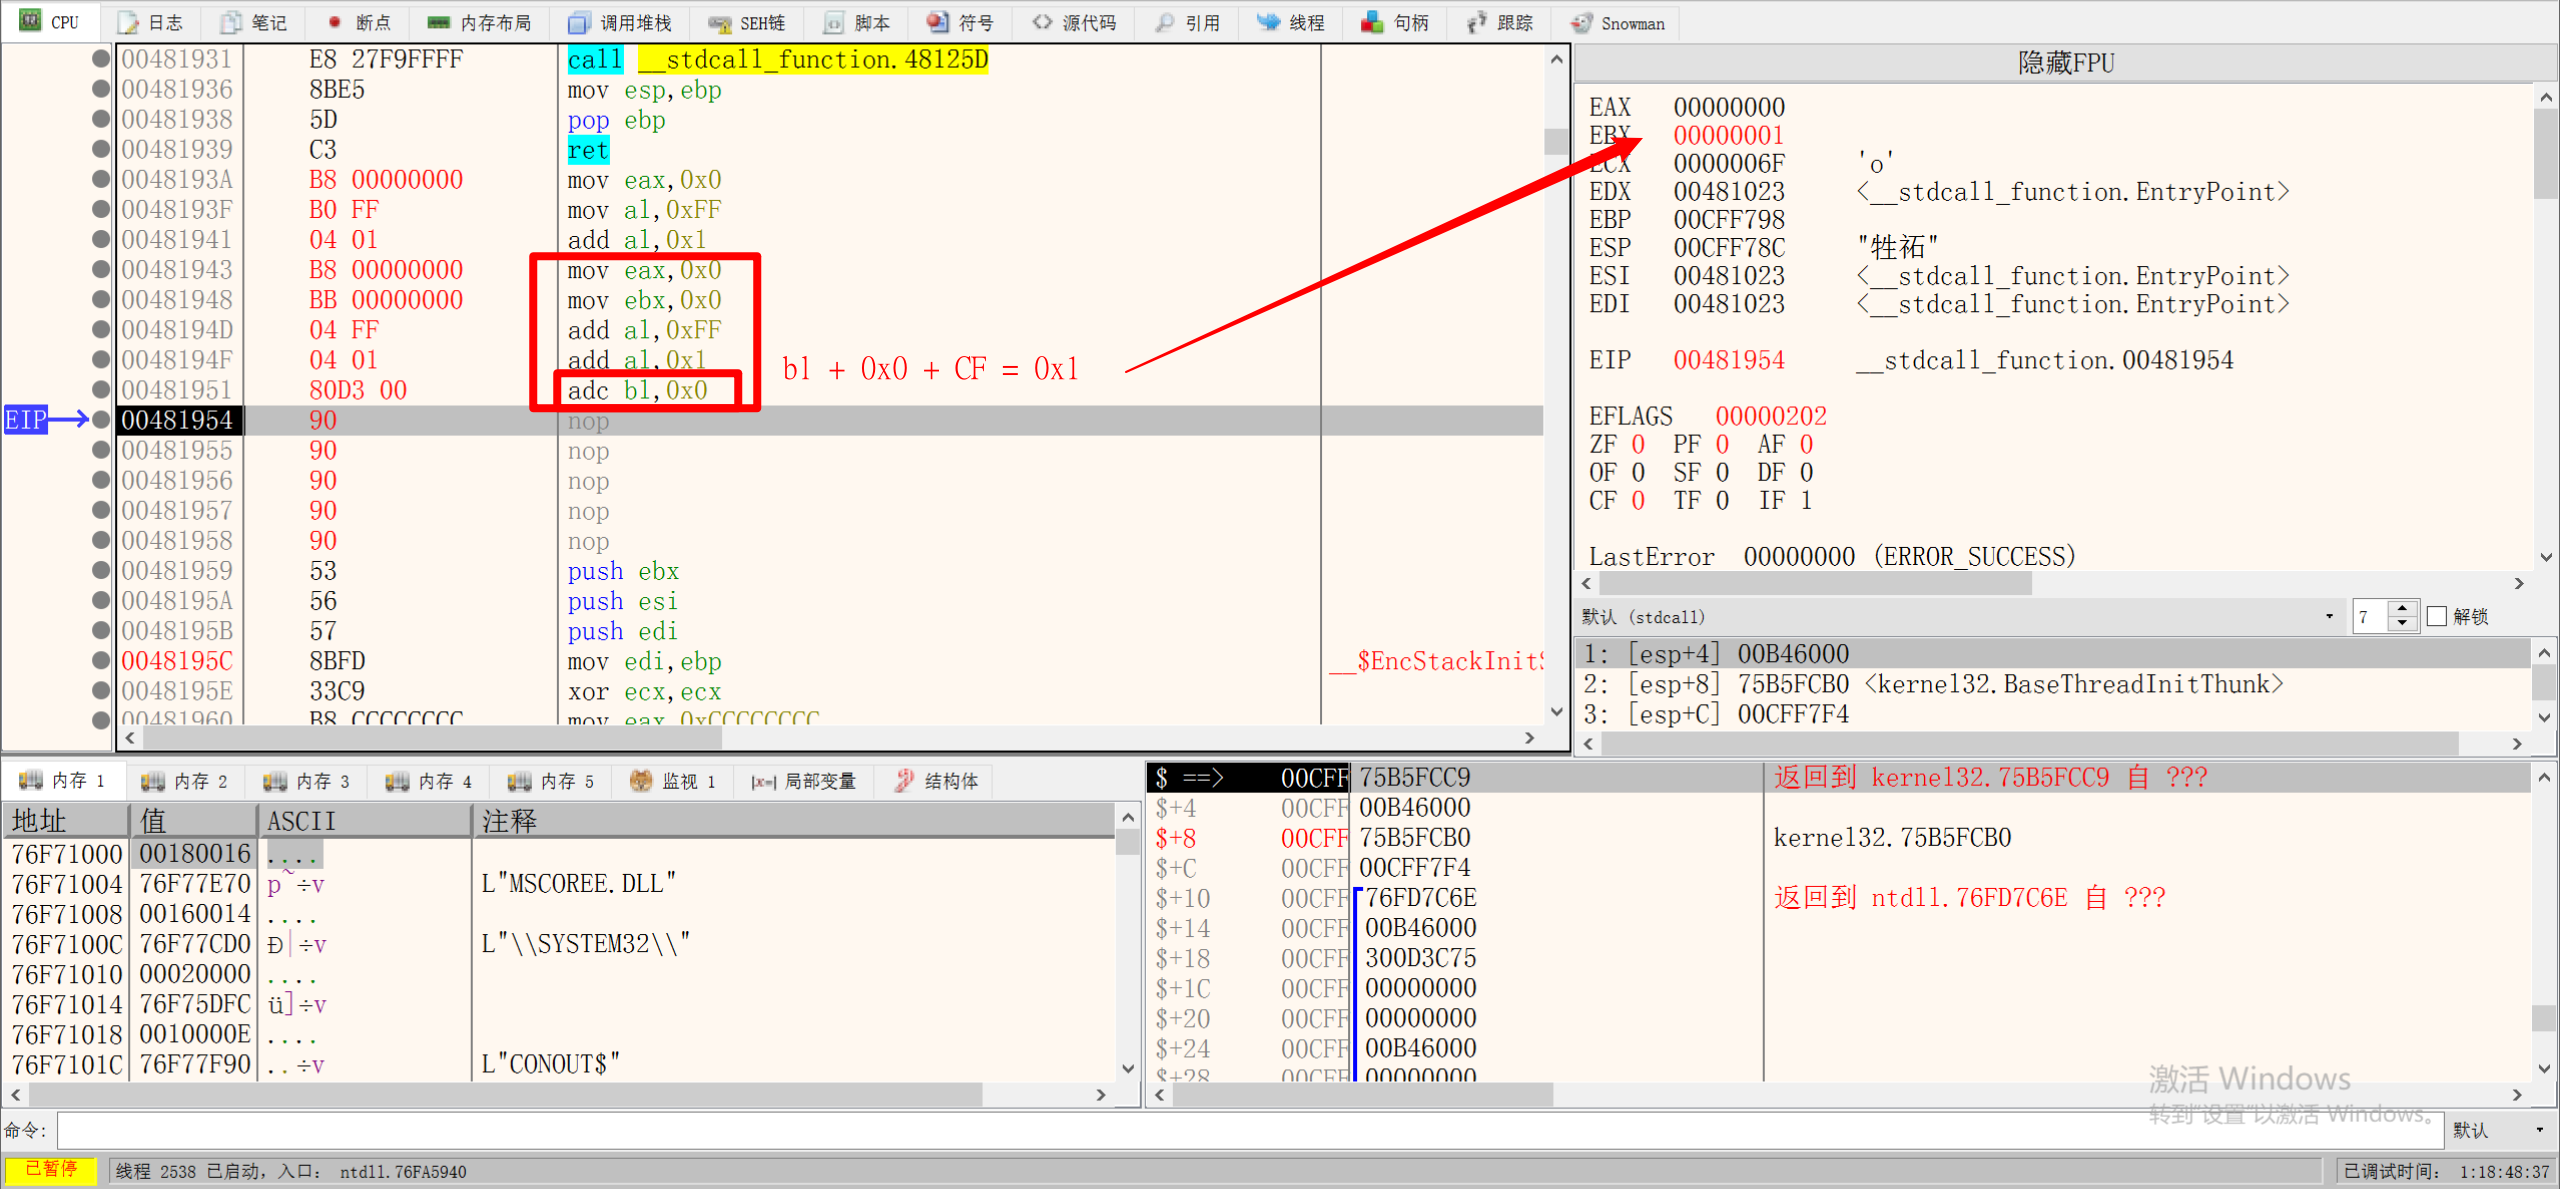 CPU 日志 笔记 断点 内存布局 调用堆栈 SEH链 脚本 符号 源代码 引用 线程 句柄 跟踪 Snowman
00481931 E8 27F9FFFF call __stdcall_function.48125D
00481936 8BE5 mov esp,ebp
00481938 5D pop ebp
00481939 C3 ret
0048193A B8 00000000 mov eax,0x0
0048193F B0 FF mov al,0xFF
00481941 04 01 add al,0x1
00481943 B8 00000000 mov eax,0x0
00481948 BB 00000000 mov ebx,0x0
0048194D 04 FF add al,0xFF
0048194F 04 01 add al,0x1
00481951 80D3 00 adc bl,0x0
bl + 0x0 + CF = 0x1
EIP 00481954 90 nop
00481955 90 nop
00481956 90 nop
00481957 90 nop
00481958 90 nop
00481959 53 push ebx
0048195A 56 push esi
0048195B 57 push edi
0048195C 8BFD mov edi,ebp __$EncStackInitS
0048195E 33C9 xor ecx,ecx
00481960 B8 CCCCCCCC mov eax,0xCCCCCCCC
隐藏FPU
EAX 00000000
EBX 00000001
ECX 0000006F 'o'
EDX 00481023 <__stdcall_function.EntryPoint>
EBP 00CFF798
ESP 00CFF78C "牲祏"
ESI 00481023 <__stdcall_function.EntryPoint>
EDI 00481023 <__stdcall_function.EntryPoint>
EIP 00481954 __stdcall_function.00481954
EFLAGS 00000202
ZF 0 PF 0 AF 0
OF 0 SF 0 DF 0
CF 0 TF 0 IF 1
LastError 00000000 (ERROR_SUCCESS)
默认 (stdcall) 7 解锁
1: [esp+4] 00B46000
2: [esp+8] 75B5FCB0 <kernel32.BaseThreadInitThunk>
3: [esp+C] 00CFF7F4
内存 1 内存 2 内存 3 内存 4 内存 5 监视 1 |x=| 局部变量 结构体
地址 值 ASCII 注释
76F71000 00180016 ....
76F71004 76F77E70 p~÷v L"MSCOREE.DLL"
76F71008 00160014 ....
76F7100C 76F77CD0 Ð|÷v L"\\SYSTEM32\\"
76F71010 00020000 ....
76F71014 76F75DFC ü]÷v
76F71018 0010000E ....
76F7101C 76F77F90 ..÷v L"CONOUT$"
$ ==> 00CFF 75B5FCC9 返回到 kernel32.75B5FCC9 自 ???
$+4 00CFF 00B46000
$+8 00CFF 75B5FCB0 kernel32.75B5FCB0
$+C 00CFF 00CFF7F4
$+10 00CFF 76FD7C6E 返回到 ntdll.76FD7C6E 自 ???
$+14 00CFF 00B46000
$+18 00CFF 300D3C75
$+1C 00CFF 00000000
$+20 00CFF 00000000
$+24 00CFF 00B46000
$+28 00CFF 00000000
激活 Windows
转到"设置"以激活 Windows。
命令: 默认
已暂停 线程 2538 已启动，入口： ntdll.76FA5940 已调试时间： 1:18:48:37